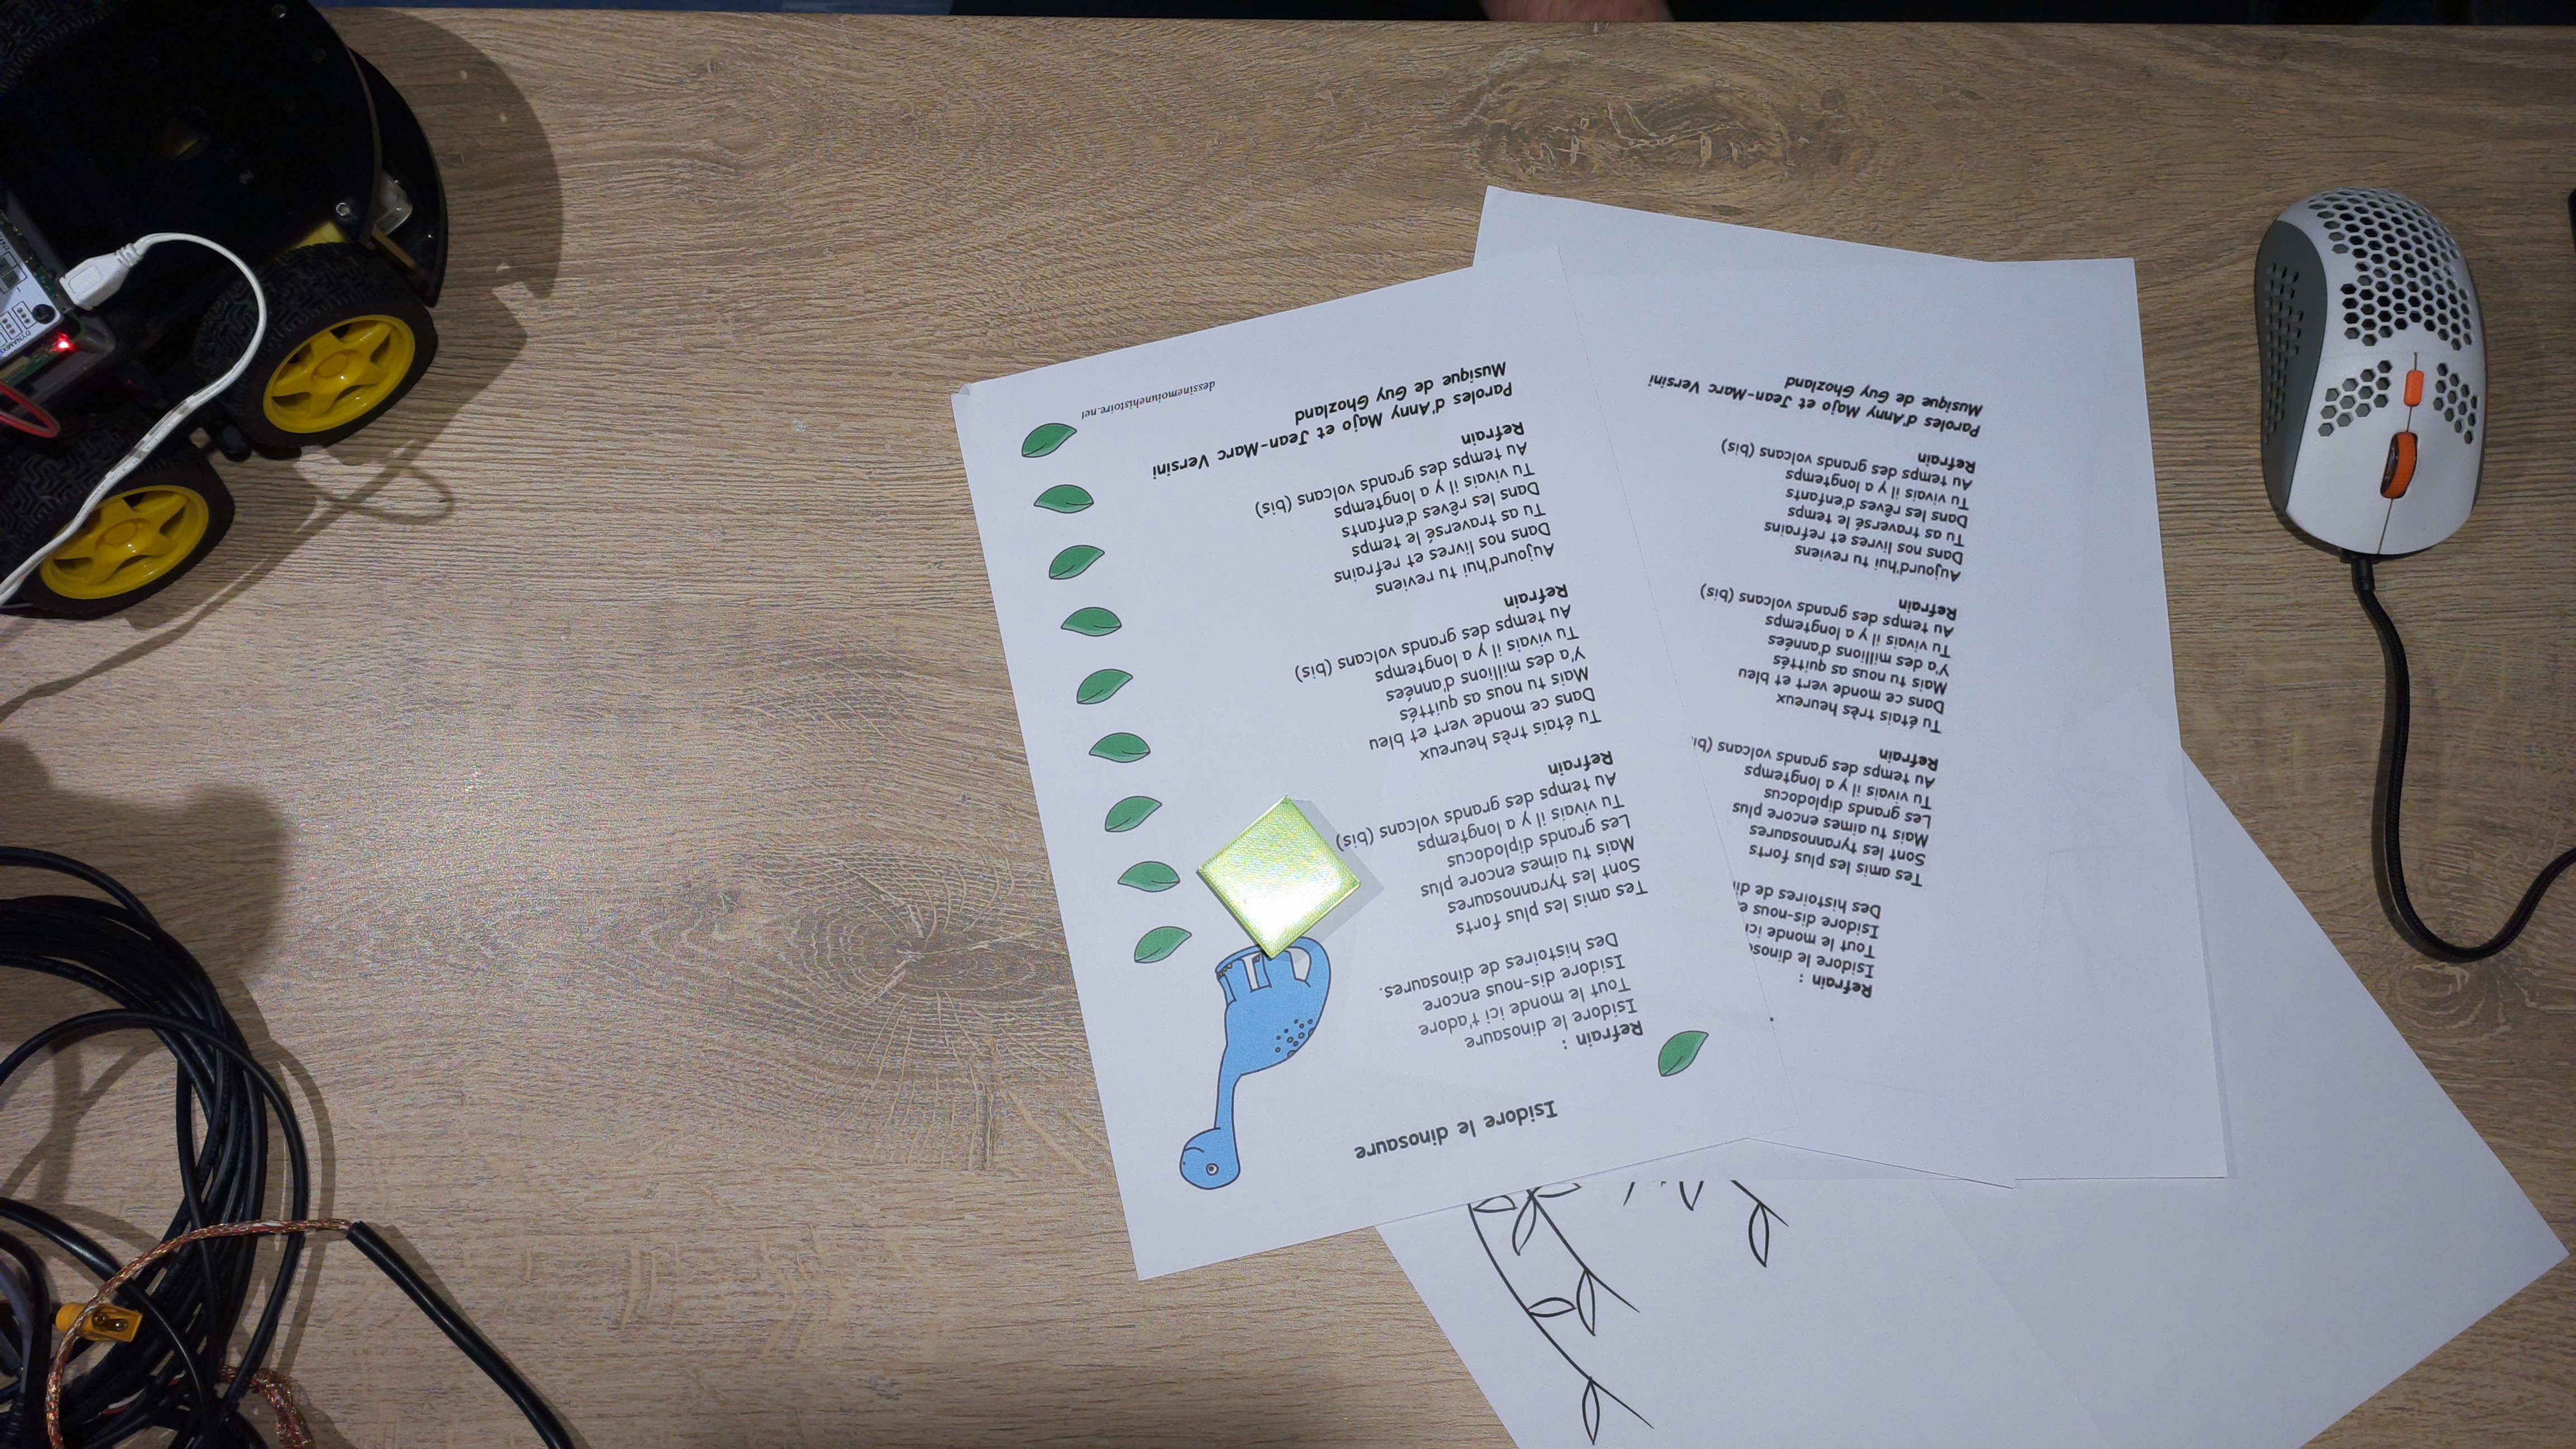 Isidore le dinosaure
Refrain :
Isidore le dinosaure
Tout le monde ici t'adore
Isidore dis-nous encore
Des histoires de dinosaures.
Tes amis les plus forts
Sont les tyrannosaures
Mais tu aimes encore plus
Les grands diplodocus
Tu vivais il y a longtemps
Au temps des grands volcans (bis)
Refrain
Tu étais très heureux
Dans ce monde vert et bleu
Mais tu nous as quittés
Y'a des millions d'années
Tu vivais il y a longtemps
Au temps des grands volcans (bis)
Refrain
Aujourd'hui tu reviens
Dans nos livres et refrains
Tu as traversé le temps
Dans les rêves d'enfants
Tu vivais il y a longtemps
Au temps des grands volcans (bis)
Refrain
Paroles d'Anny Majo et Jean-Marc Versini
Musique de Guy Ghozland
dessinemoiunehistoire.net
Refrain :
Isidore le dinos
Tout le monde ici
Isidore dis-nous e
Des histoires de di
Tes amis les plus forts
Sont les tyrannosaures
Mais tu aimes encore plus
Les grands diplodocus
Tu vivais il y a longtemps
Au temps des grands volcans (bi
Refrain
Tu étais très heureux
Dans ce monde vert et bleu
Mais tu nous as quittés
Y'a des millions d'années
Tu vivais il y a longtemps
Au temps des grands volcans (bis)
Refrain
Aujourd'hui tu reviens
Dans nos livres et refrains
Tu as traversé le temps
Dans les rêves d'enfants
Tu vivais il y a longtemps
Au temps des grands volcans (bis)
Refrain
Paroles d'Anny Majo et Jean-Marc Versini
Musique de Guy Ghozland